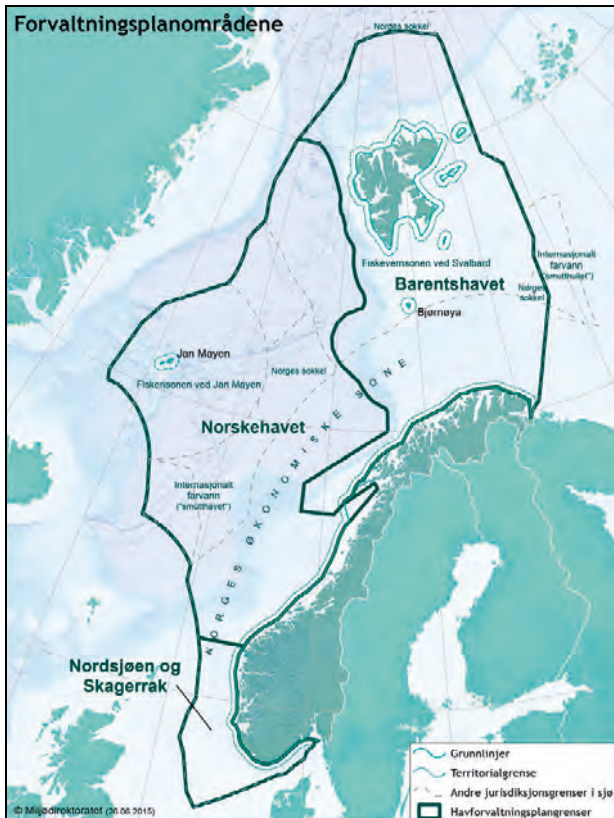 Forvaltningsplanområdene
Norges sokkel
Fiskevernsonen ved Svalbard
Internasjonalt
farvann
("smutthullet")
Barentshavet
Norges
sokkel
Bjørnøya
Jan Mayen
Fiskerisonen ved Jan Mayen
Norges sokkel
Norskehavet
Internasjonalt
farvann
("smutthavet")
NORGES ØKONOMISKE SONE
Nordsjøen og
Skagerrak
Grunnlinjer
Territorialgrense
Andre jurisdiksjonsgrenser i sjø
Havforvaltningsplangrenser
© Miljødirektoratet (26.06.2015)